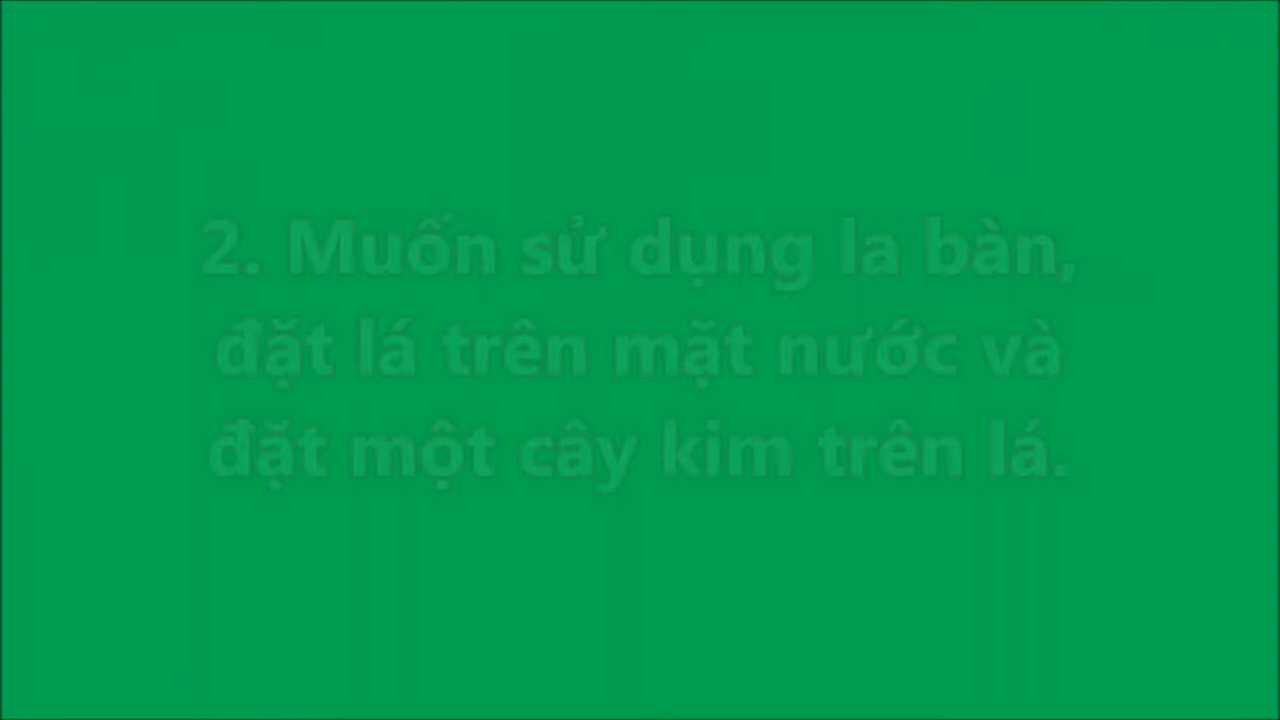 2. Muốn sử dụng la bàn,
đặt lá trên mặt nước và
đặt một cây kim trên lá.